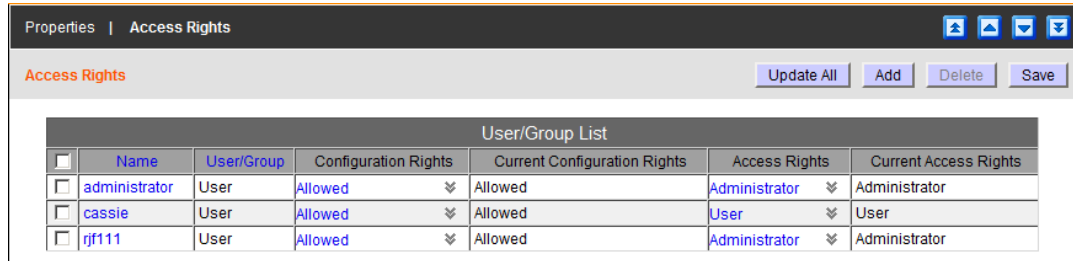 Properties | Access Rights
Access Rights Update All Add Delete Save
User/Group List
Name User/Group Configuration Rights Current Configuration Rights Access Rights Current Access Rights
administrator User Allowed Allowed Administrator Administrator
cassie User Allowed Allowed User User
rjf111 User Allowed Allowed Administrator Administrator